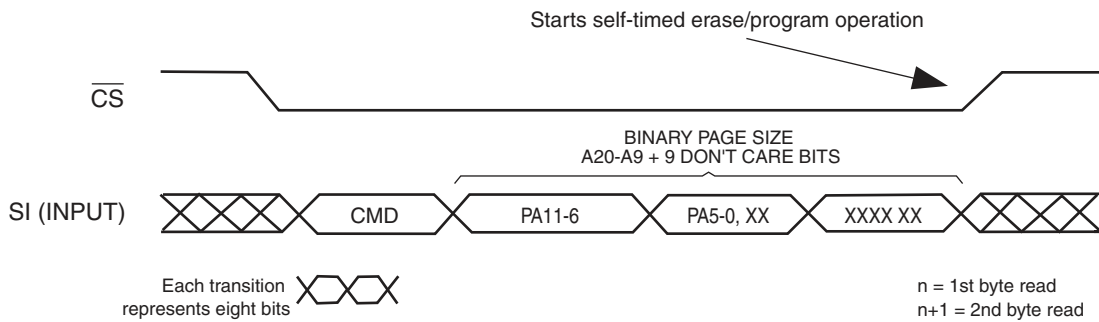 Starts self-timed erase/program operation
CS
BINARY PAGE SIZE
A20-A9 + 9 DON'T CARE BITS
SI (INPUT)
CMD
PA11-6
PA5-0, XX
XXXX XX
Each transition
represents eight bits
n = 1st byte read
n+1 = 2nd byte read